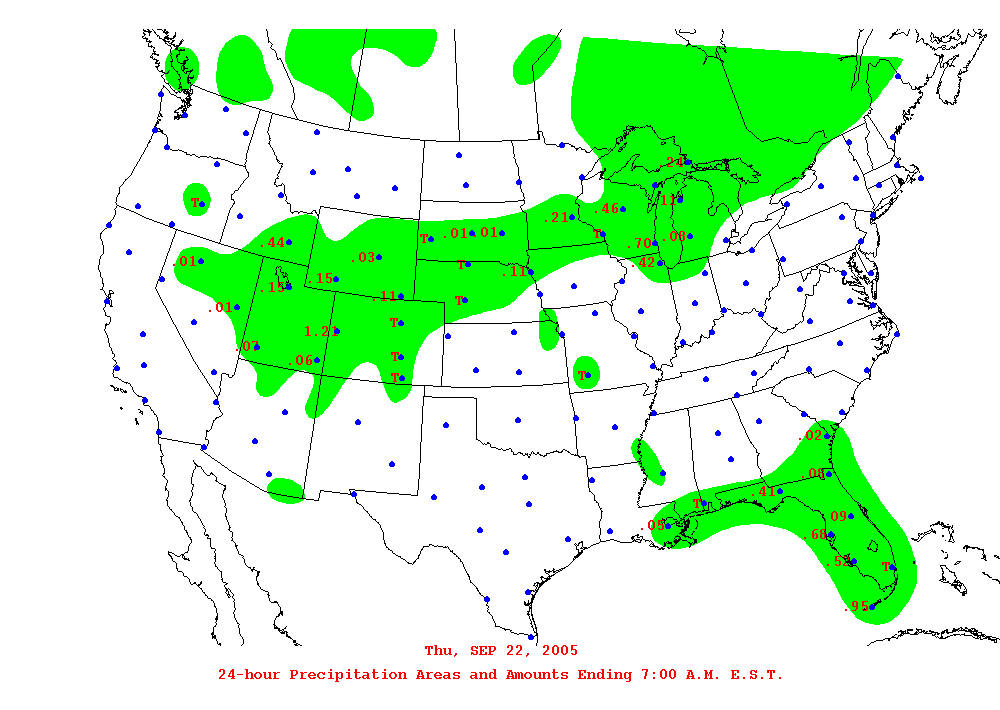 .24
.11
T
.46
.21
T
.01 .01
T
.70
.08
.44
.03
.01
T
.42
.11
.15
.15
.11
T
.01
T
1.2
.07
.06
T
T
T
.02
.08
.41
T
.05
.09
.68
.52
T
.95
Thu, SEP 22, 2005
24-hour Precipitation Areas and Amounts Ending 7:00 A.M. E.S.T.